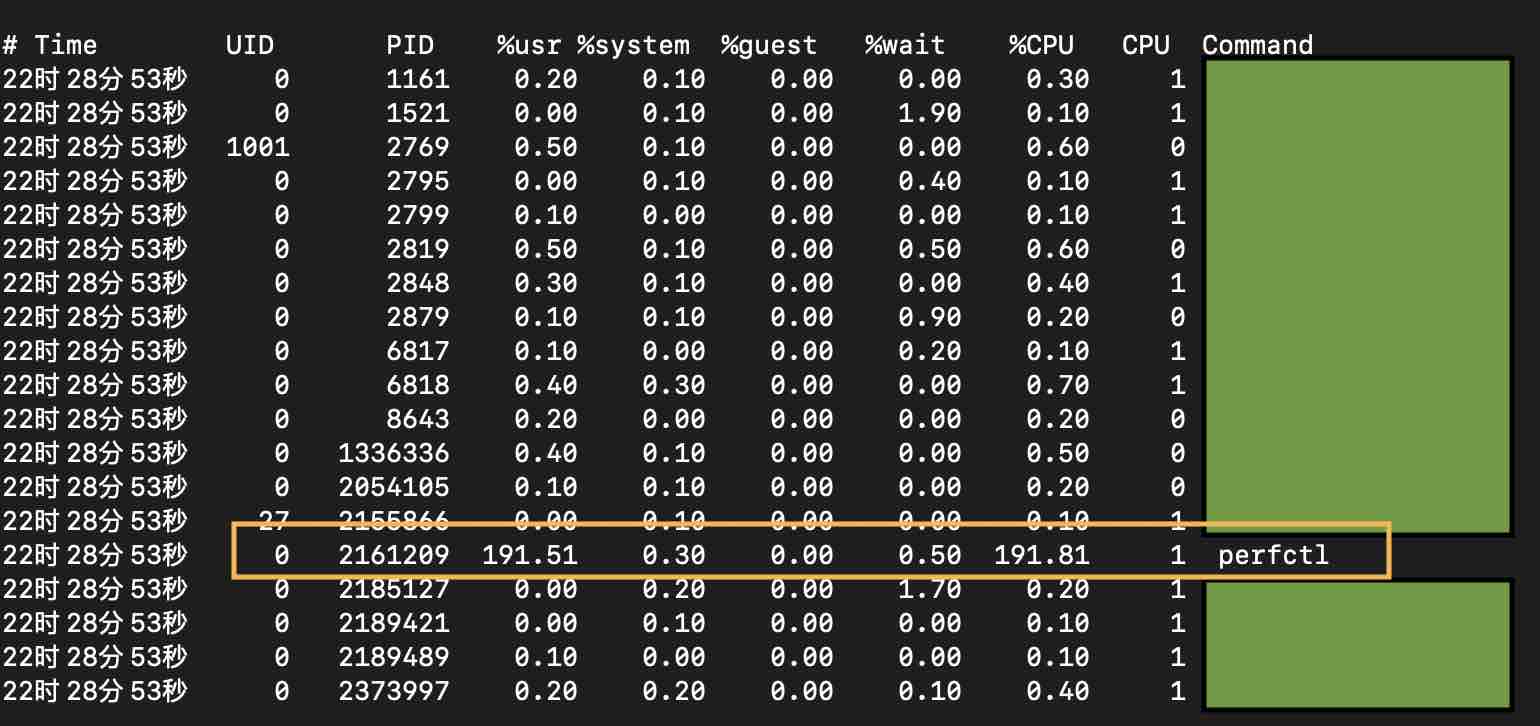 # Time UID PID %usr %system %guest %wait %CPU CPU Command
22时 28分 53秒 0 1161 0.20 0.10 0.00 0.00 0.30 1
22时 28分 53秒 0 1521 0.00 0.10 0.00 1.90 0.10 1
22时 28分 53秒 1001 2769 0.50 0.10 0.00 0.00 0.60 0
22时 28分 53秒 0 2795 0.00 0.10 0.00 0.40 0.10 1
22时 28分 53秒 0 2799 0.10 0.00 0.00 0.00 0.10 1
22时 28分 53秒 0 2819 0.50 0.10 0.00 0.50 0.60 0
22时 28分 53秒 0 2848 0.30 0.10 0.00 0.00 0.40 1
22时 28分 53秒 0 2879 0.10 0.10 0.00 0.90 0.20 0
22时 28分 53秒 0 6817 0.10 0.00 0.00 0.20 0.10 1
22时 28分 53秒 0 6818 0.40 0.30 0.00 0.00 0.70 1
22时 28分 53秒 0 8643 0.20 0.00 0.00 0.00 0.20 0
22时 28分 53秒 0 1336336 0.40 0.10 0.00 0.00 0.50 0
22时 28分 53秒 0 2054105 0.10 0.10 0.00 0.00 0.20 0
22时 28分 53秒 27 2155866 0.00 0.10 0.00 0.00 0.10 1
22时 28分 53秒 0 2161209 191.51 0.30 0.00 0.50 191.81 1 perfctl
22时 28分 53秒 0 2185127 0.00 0.20 0.00 1.70 0.20 1
22时 28分 53秒 0 2189421 0.00 0.10 0.00 0.00 0.10 1
22时 28分 53秒 0 2189489 0.10 0.00 0.00 0.00 0.10 1
22时 28分 53秒 0 2373997 0.20 0.20 0.00 0.10 0.40 1